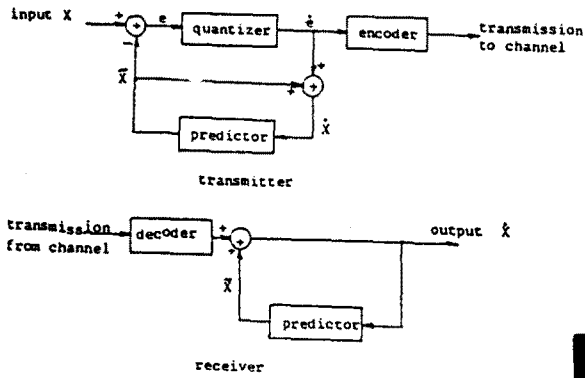 input X
+
e
quantizer
ė
encoder
transmission
to channel
−
X̄
+
+
Ẋ
predictor
transmitter
transmission
from channel
decoder
+
+
output Ẋ
X̄
predictor
receiver